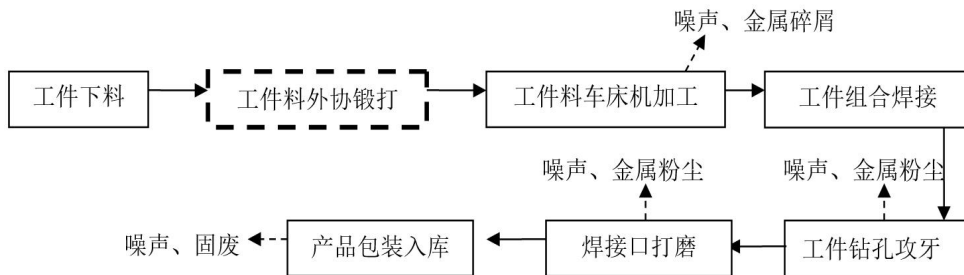 噪声、金属碎屑
工件下料
工件料外协锻打
工件料车床机加工
工件组合焊接
噪声、金属粉尘
噪声、金属粉尘
噪声、固废
产品包装入库
焊接口打磨
工件钻孔攻牙